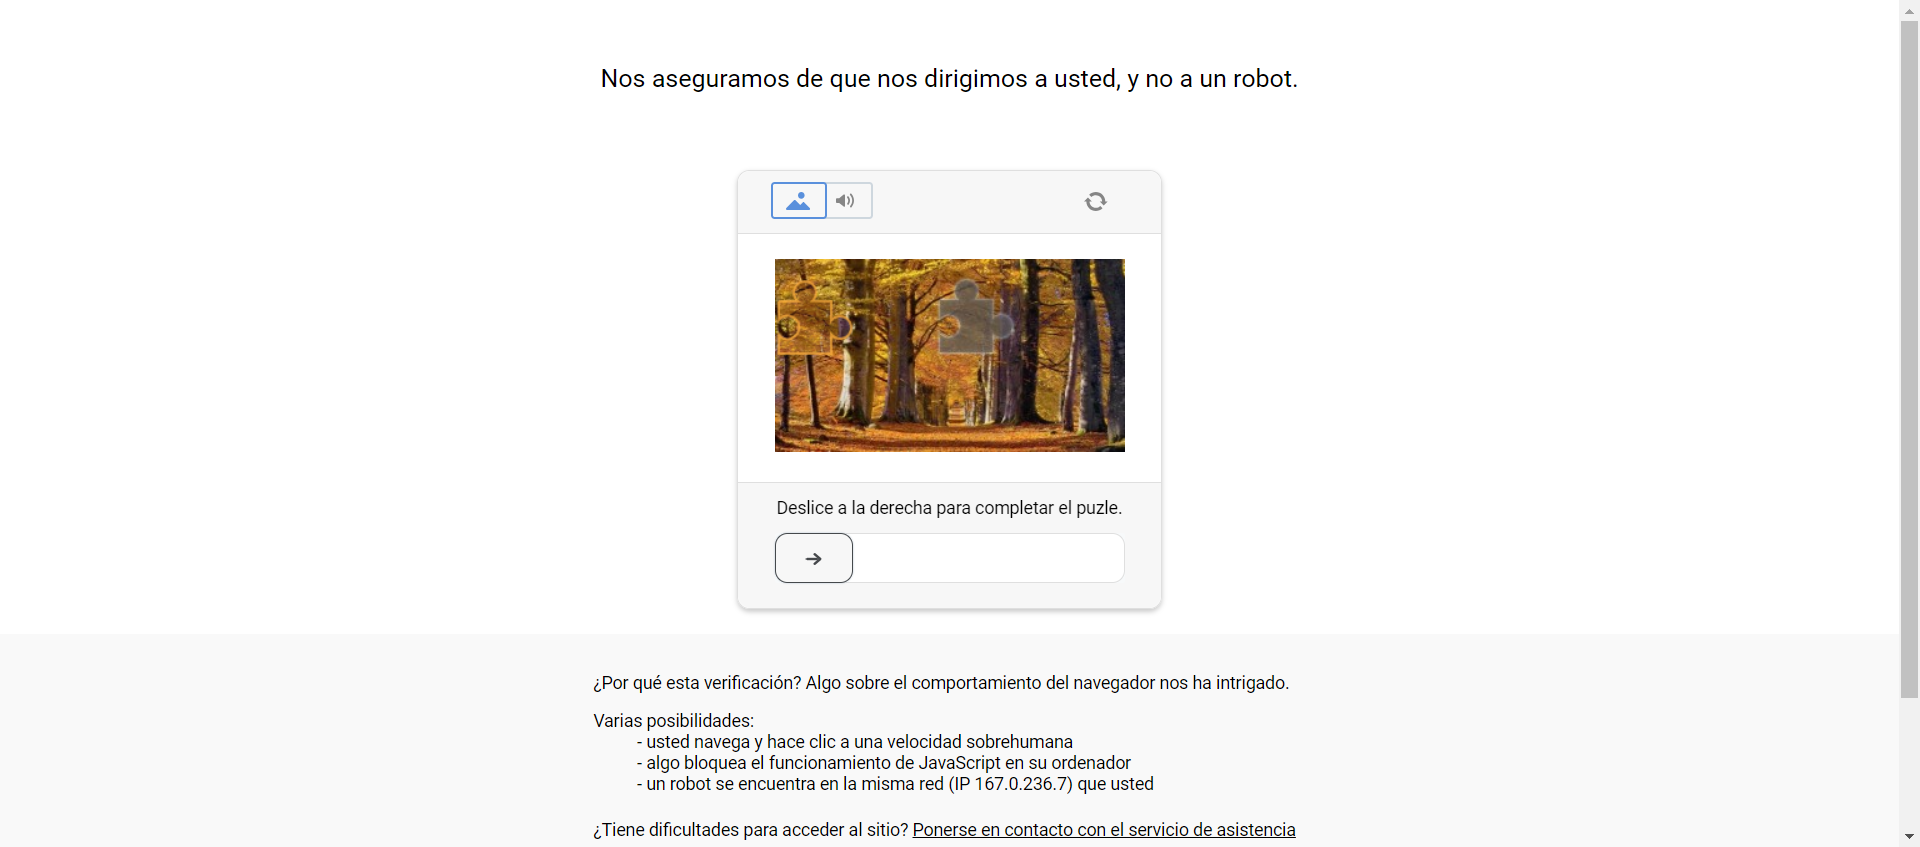 Nos aseguramos de que nos dirigimos a usted, y no a un robot.
Deslice a la derecha para completar el puzle.
¿Por qué esta verificación? Algo sobre el comportamiento del navegador nos ha intrigado.
Varias posibilidades:
- usted navega y hace clic a una velocidad sobrehumana
- algo bloquea el funcionamiento de JavaScript en su ordenador
- un robot se encuentra en la misma red (IP 167.0.236.7) que usted
¿Tiene dificultades para acceder al sitio? Ponerse en contacto con el servicio de asistencia